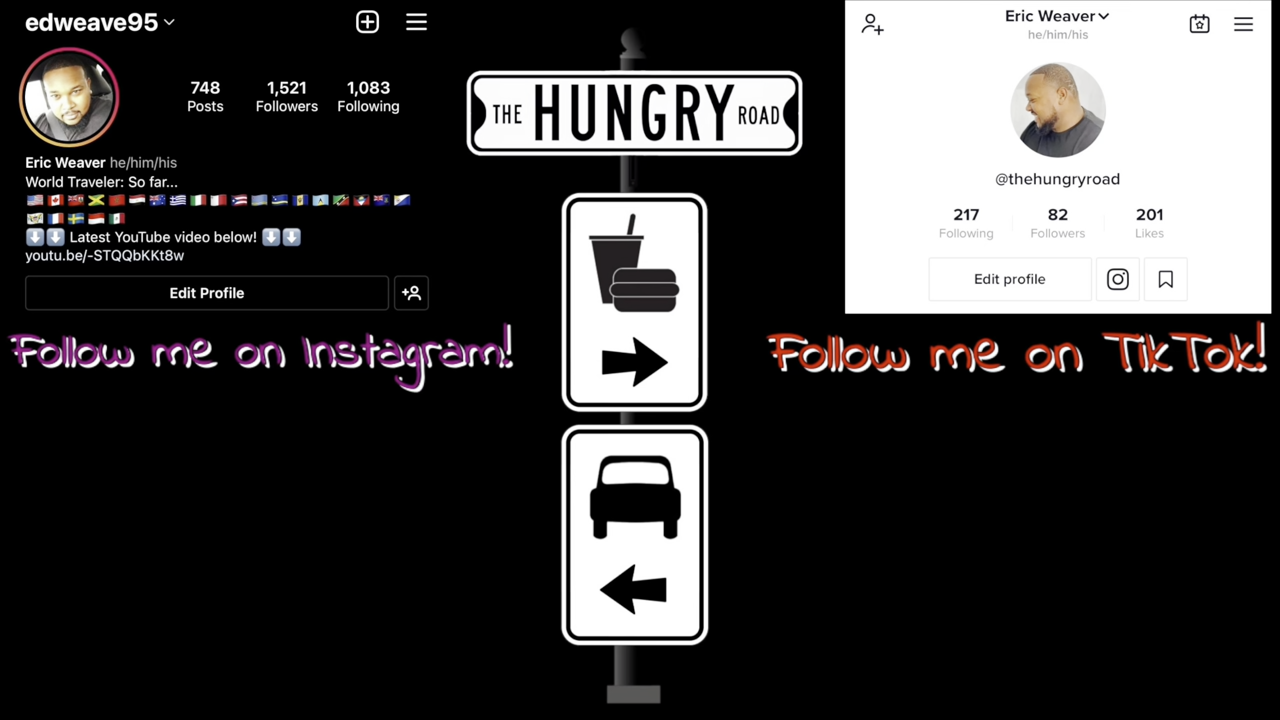 edweave95
748
Posts
1,521
Followers
1,083
Following
Eric Weaver he/him/his
World Traveler: So far...
Latest YouTube video below!
youtu.be/-STQQbKKt8w
Edit Profile
Follow me on Instagram!
THE HUNGRY ROAD
Eric Weaver
he/him/his
@thehungryroad
217
Following
82
Followers
201
Likes
Edit profile
Follow me on TikTok!